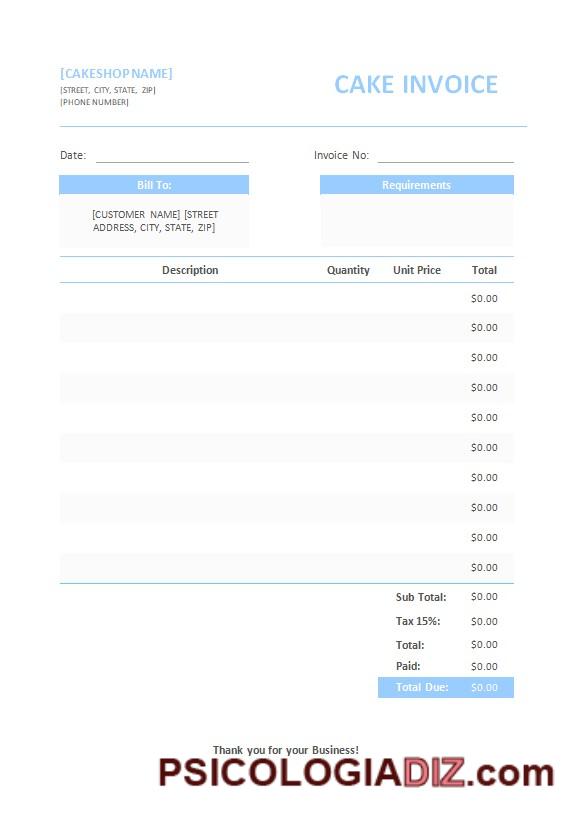 [CAKESHOP NAME]
CAKE INVOICE
[STREET, CITY, STATE, ZIP]
[PHONE NUMBER]
Date:
Invoice No:
Bill To:
Requirements
[CUSTOMER NAME] [STREET
ADDRESS, CITY, STATE, ZIP]
Description Quantity Unit Price Total
$0.00
$0.00
$0.00
$0.00
$0.00
$0.00
$0.00
$0.00
$0.00
$0.00
Sub Total: $0.00
Tax 15%: $0.00
Total: $0.00
Paid: $0.00
Total Due: $0.00
Thank you for your Business!
PSICOLOGIADIZ.com